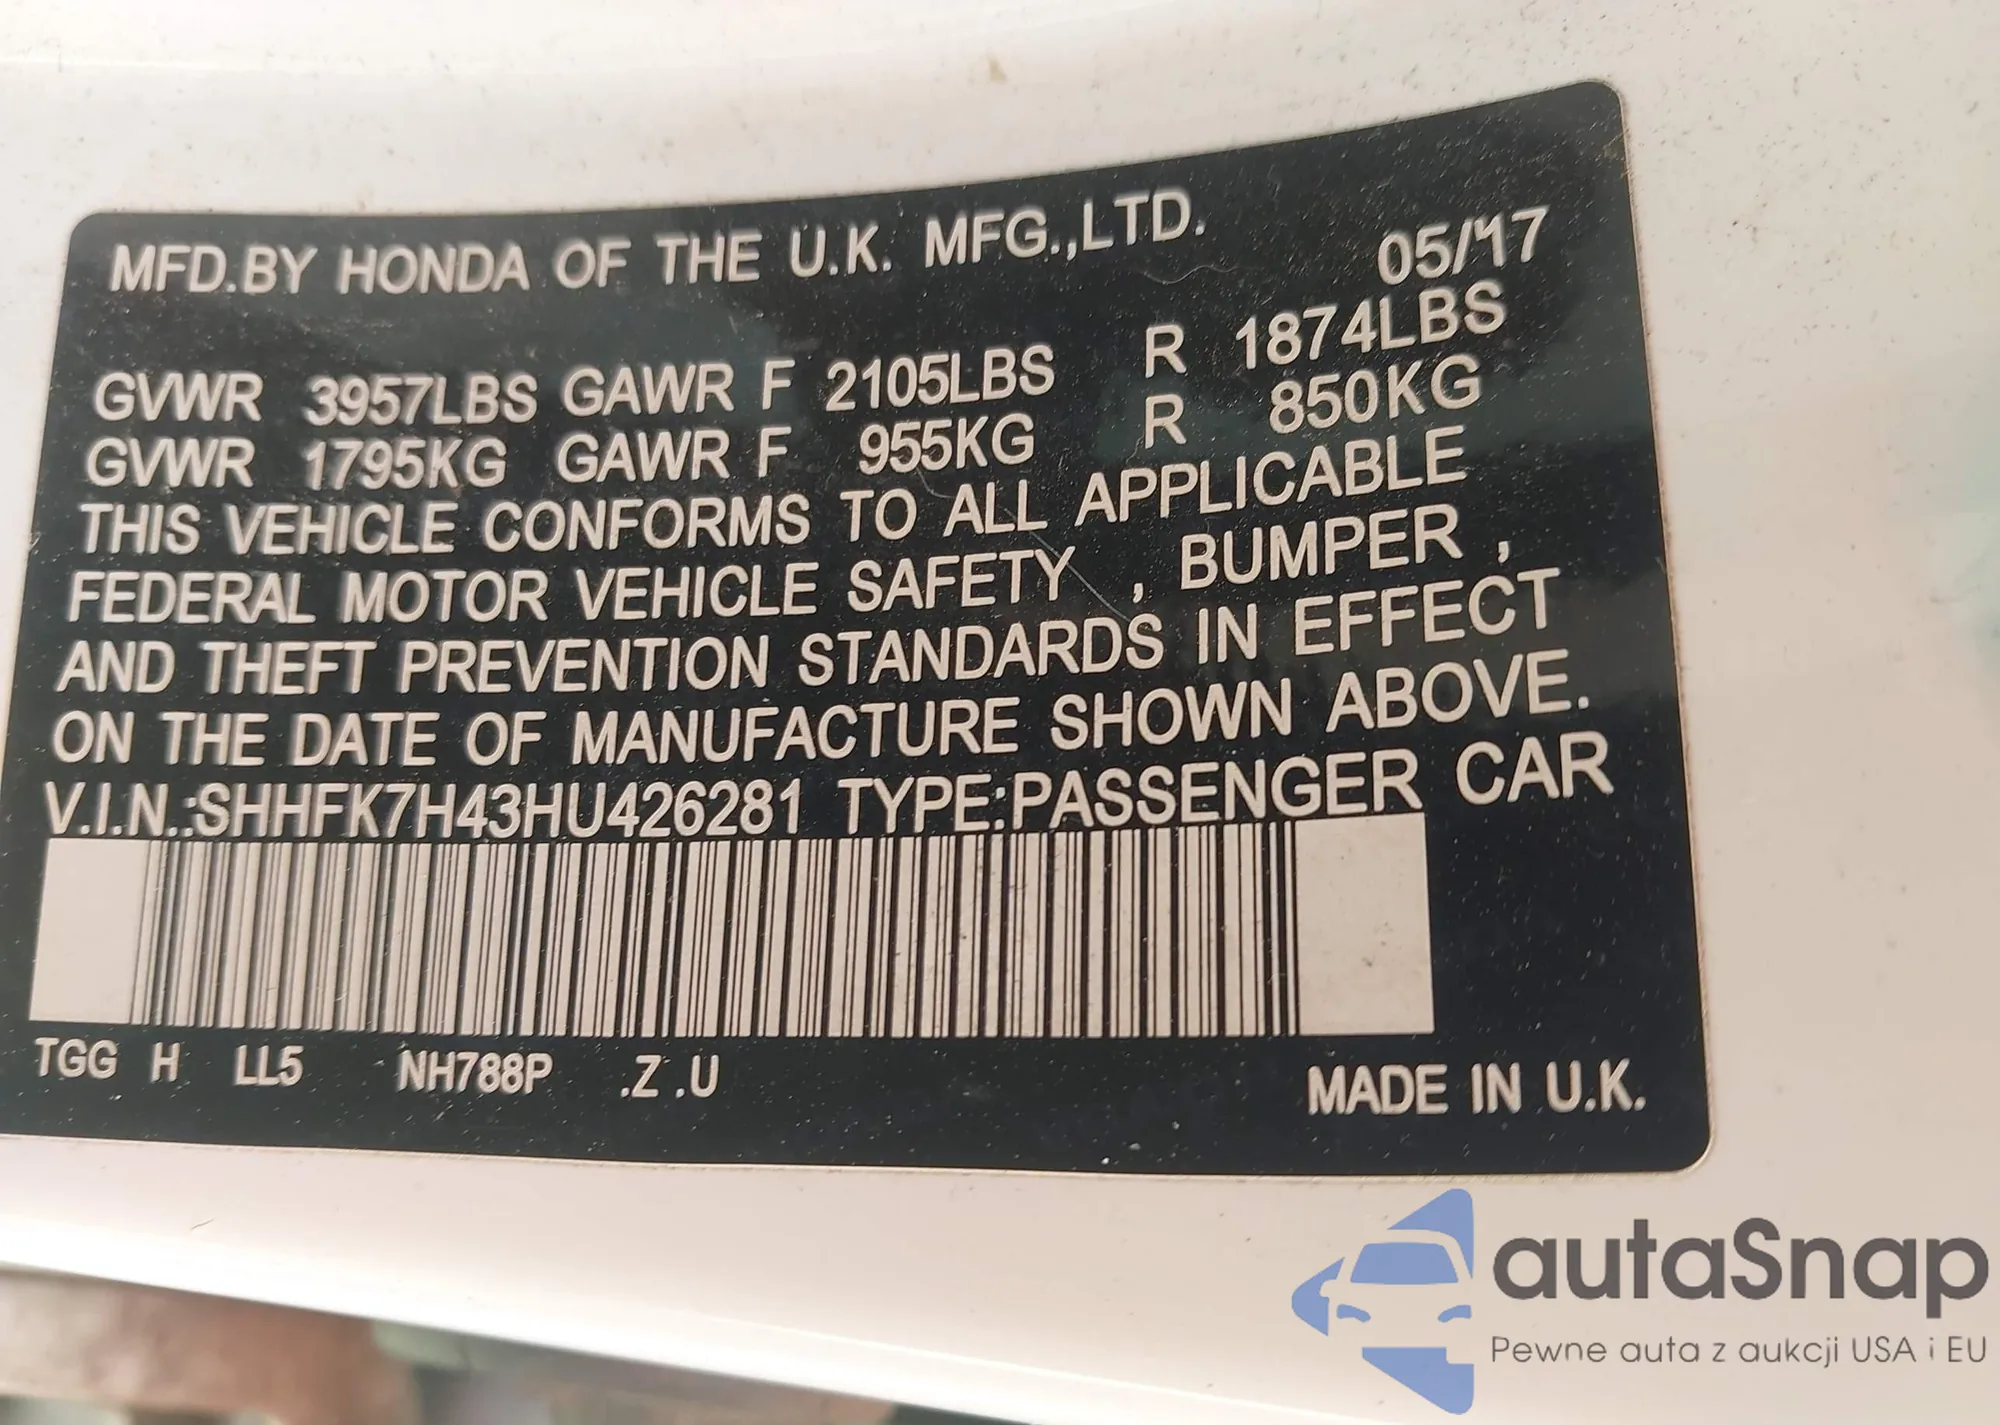 MFD.BY HONDA OF THE U.K. MFG.,LTD. 05/'17
GVWR 3957LBS GAWR F 2105LBS R 1874LBS
GVWR 1795KG GAWR F 955KG R 850KG
THIS VEHICLE CONFORMS TO ALL APPLICABLE
FEDERAL MOTOR VEHICLE SAFETY , BUMPER ,
AND THEFT PREVENTION STANDARDS IN EFFECT
ON THE DATE OF MANUFACTURE SHOWN ABOVE.
V.I.N.:SHHFK7H43HU426281 TYPE:PASSENGER CAR
TGG H LL5 NH788P .Z .U MADE IN U.K.
autaSnap
Pewne auta z aukcji USA i EU